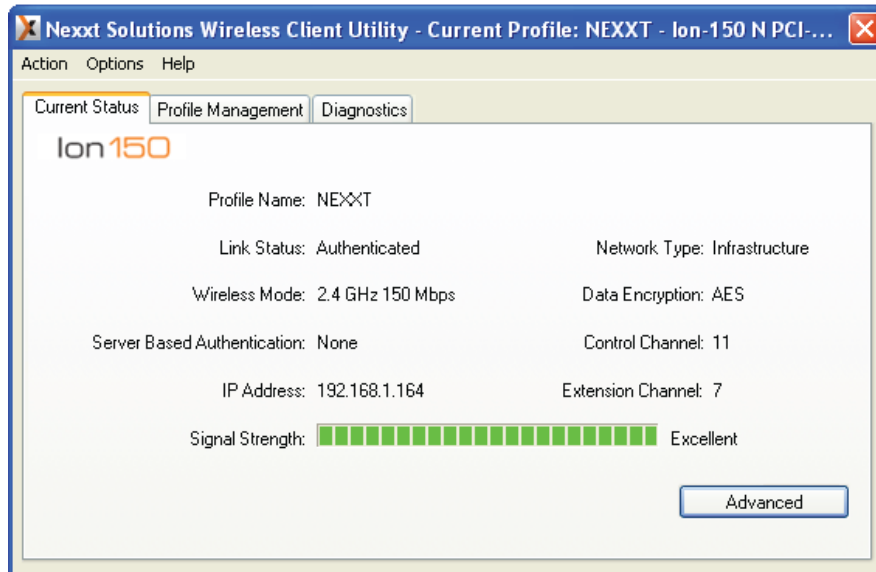 Nexxt Solutions Wireless Client Utility - Current Profile: NEXXT - Ion-150 N PCI-...
Action Options Help
Current Status Profile Management Diagnostics
Ion150
Profile Name: NEXXT
Link Status: Authenticated Network Type: Infrastructure
Wireless Mode: 2.4 GHz 150 Mbps Data Encryption: AES
Server Based Authentication: None Control Channel: 11
IP Address: 192.168.1.164 Extension Channel: 7
Signal Strength: Excellent
Advanced